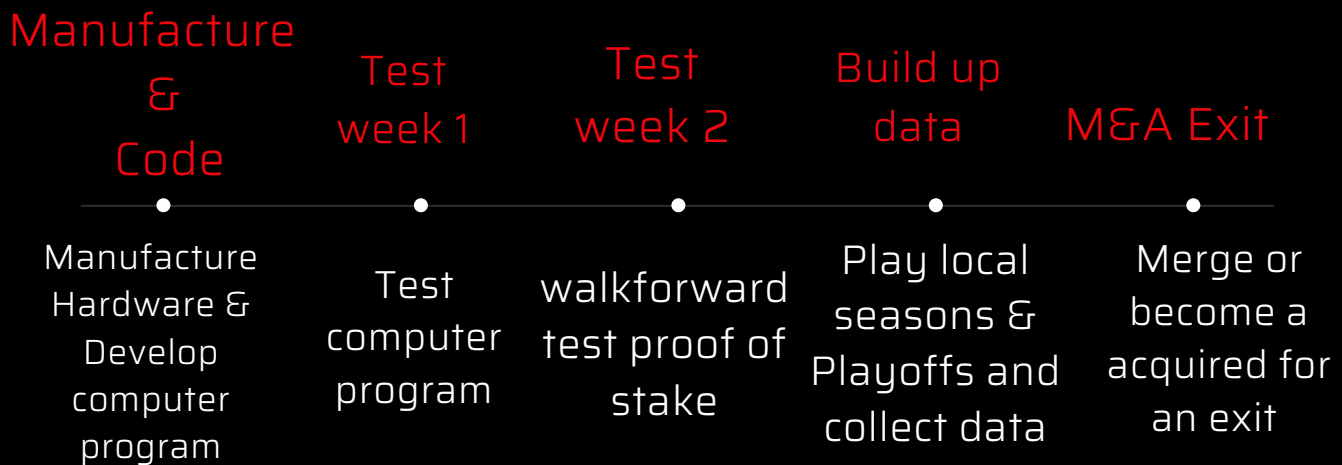 Manufacture
&
Code
Test
week 1
Test
week 2
Build up
data
M&A Exit
Manufacture
Hardware &
Develop
computer
program
Test
computer
program
walkforward
test proof of
stake
Play local
seasons &
Playoffs and
collect data
Merge or
become a
acquired for
an exit